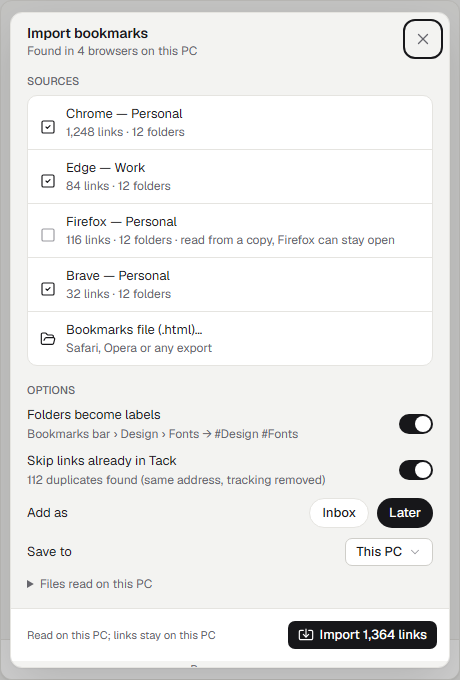 Import bookmarks
Found in 4 browsers on this PC
SOURCES
Chrome — Personal
1,248 links · 12 folders
Edge — Work
84 links · 12 folders
Firefox — Personal
116 links · 12 folders · read from a copy, Firefox can stay open
Brave — Personal
32 links · 12 folders
Bookmarks file (.html)…
Safari, Opera or any export
OPTIONS
Folders become labels
Bookmarks bar › Design › Fonts → #Design #Fonts
Skip links already in Tack
112 duplicates found (same address, tracking removed)
Add as
Inbox
Later
Save to
This PC
Files read on this PC
Read on this PC; links stay on this PC
Import 1,364 links